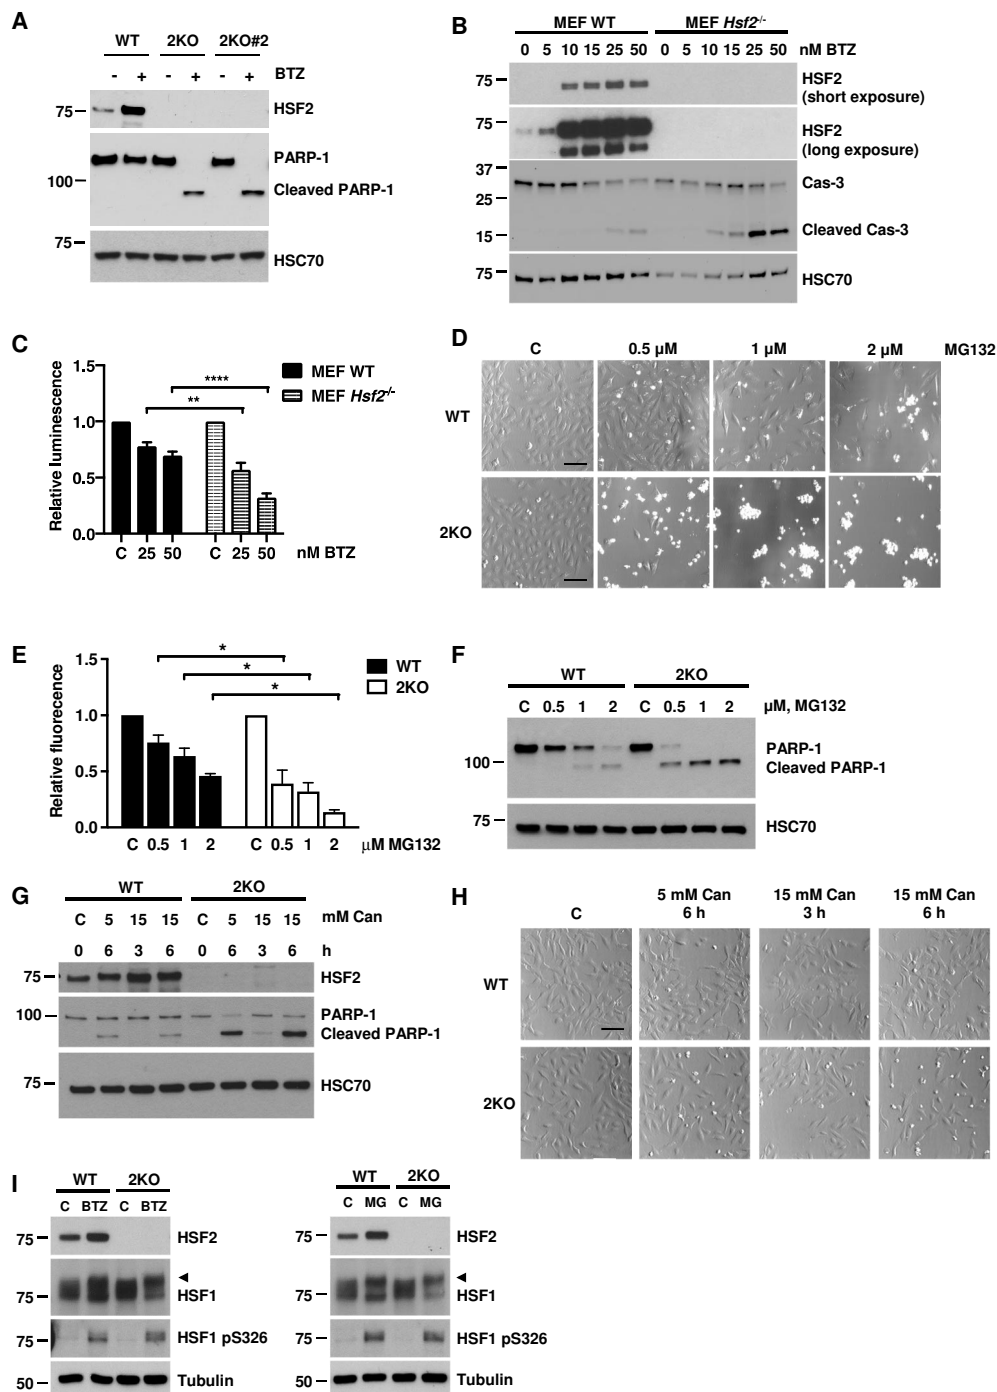 A
WT 2KO 2KO#2
- + - + - + BTZ
75 HSF2
PARP-1
100
Cleaved PARP-1
75
HSC70
B
MEF WT MEF Hsf2-/-
0 5 10 15 25 50 0 5 10 15 25 50 nM BTZ
75 HSF2
(short exposure)
75 HSF2
(long exposure)
37
Cas-3
25
15 Cleaved Cas-3
75 HSC70
C
1.5
1.0
0.5
0.0
Relative luminescence
**** 
**
MEF WT
MEF Hsf2-/-
C 25 50 C 25 50 nM BTZ
D
C 0.5 µM 1 µM 2 µM MG132
WT
2KO
E
1.5
1.0
0.5
0.0
Relative fluorecence
*
*
*
WT
2KO
C 0.5 1 2 C 0.5 1 2 µM MG132
F
WT 2KO
C 0.5 1 2 C 0.5 1 2 µM, MG132
PARP-1
100 Cleaved PARP-1
75
HSC70
G
WT 2KO
C 5 15 15 C 5 15 15 mM Can
0 6 3 6 0 6 3 6 h
75 HSF2
100 PARP-1
Cleaved PARP-1
75 HSC70
H
C 5 mM Can 6 h 15 mM Can 3 h 15 mM Can 6 h
WT
2KO
I
WT 2KO
C BTZ C BTZ
75 HSF2
75 HSF1
75 HSF1 pS326
50 Tubulin
WT 2KO
C MG C MG
75 HSF2
75 HSF1
75 HSF1 pS326
50 Tubulin